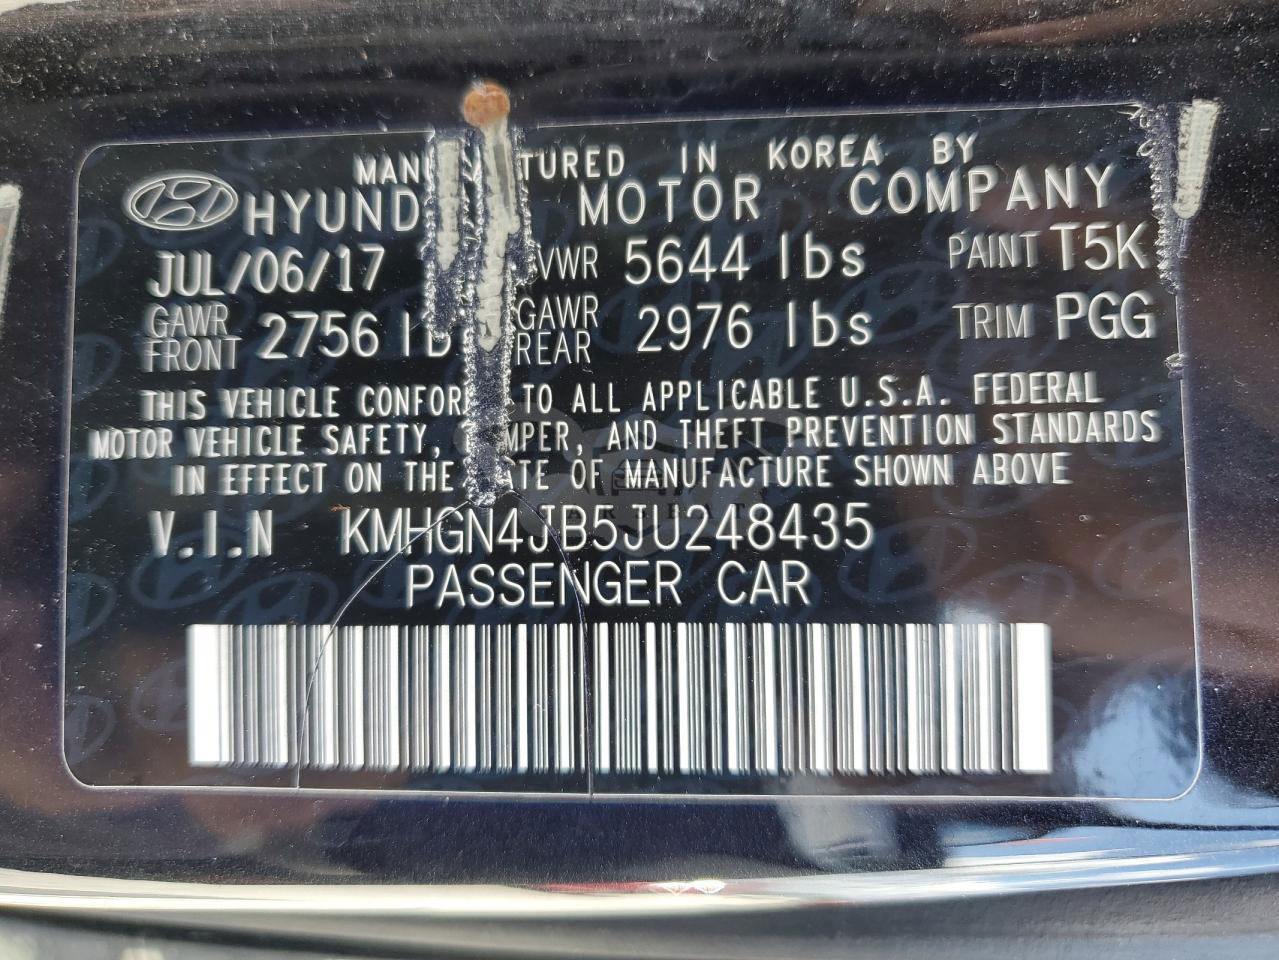 MANU TURED IN KOREA BY
HYUND MOTOR COMPANY
JUL/06/17 GVWR 5644 lbs PAINT T5K
GAWR FRONT 2756 lb GAWR REAR 2976 lbs TRIM PGG
THIS VEHICLE CONFOR TO ALL APPLICABLE U.S.A. FEDERAL
MOTOR VEHICLE SAFETY, MPER, AND THEFT PREVENTION STANDARDS
IN EFFECT ON THE ATE OF MANUFACTURE SHOWN ABOVE
V.I.N KMHGN4JB5JU248435
PASSENGER CAR